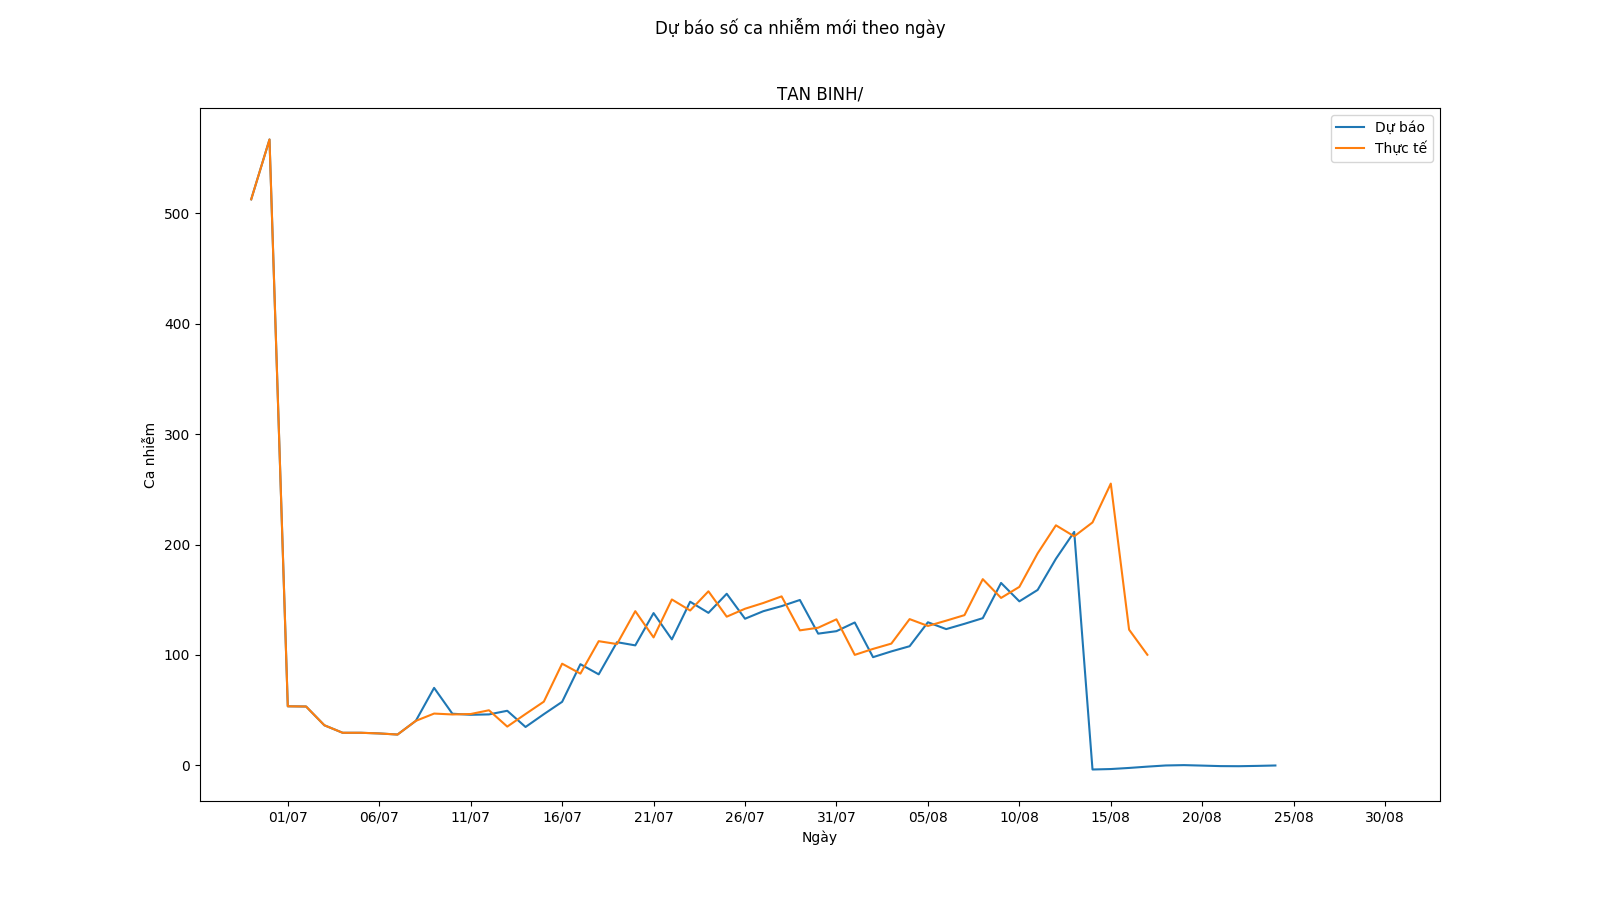 Dự báo số ca nhiễm mới theo ngày
TAN BINH/
Dự báo
Thực tế
500
400
300
200
100
0
Ca nhiễm
01/07 06/07 11/07 16/07 21/07 26/07 31/07 05/08 10/08 15/08 20/08 25/08 30/08
Ngày